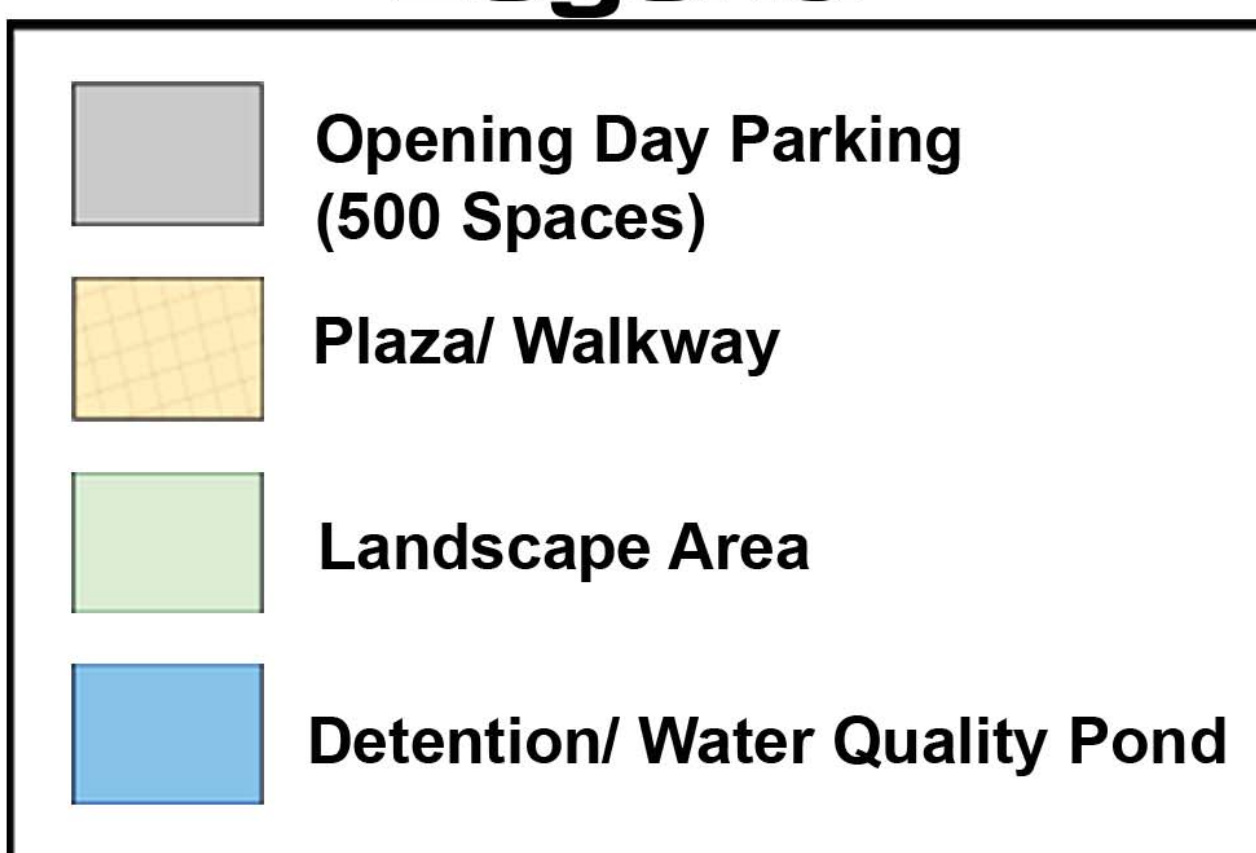 Opening Day Parking
(500 Spaces)
Plaza/ Walkway
Landscape Area
Detention/ Water Quality Pond